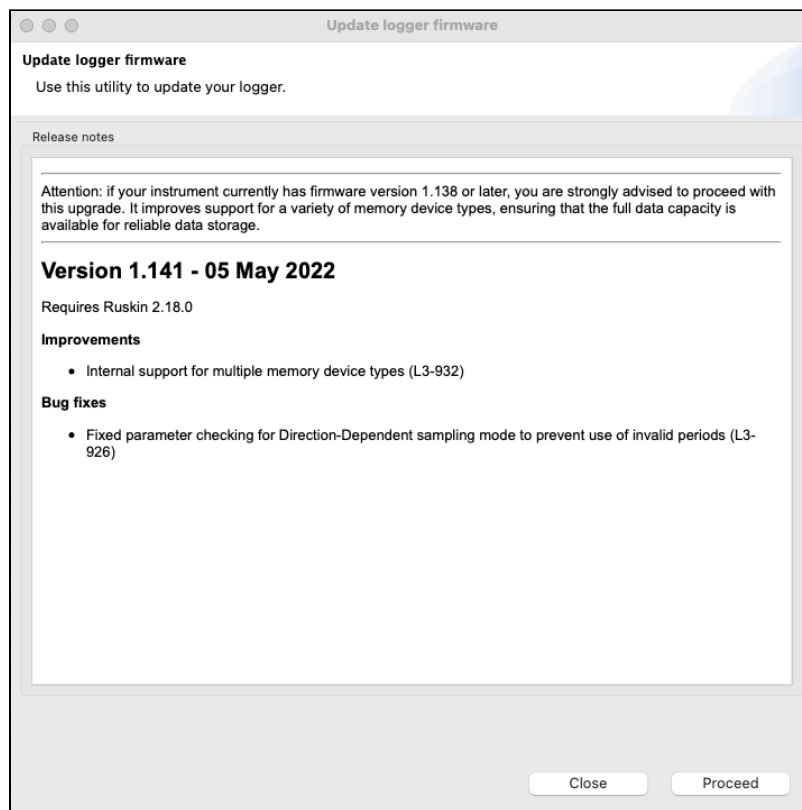 Update logger firmware
Update logger firmware
Use this utility to update your logger.
Release notes
Attention: if your instrument currently has firmware version 1.138 or later, you are strongly advised to proceed with
this upgrade. It improves support for a variety of memory device types, ensuring that the full data capacity is
available for reliable data storage.
Version 1.141 - 05 May 2022
Requires Ruskin 2.18.0
Improvements
• Internal support for multiple memory device types (L3-932)
Bug fixes
• Fixed parameter checking for Direction-Dependent sampling mode to prevent use of invalid periods (L3-
926)
Close
Proceed